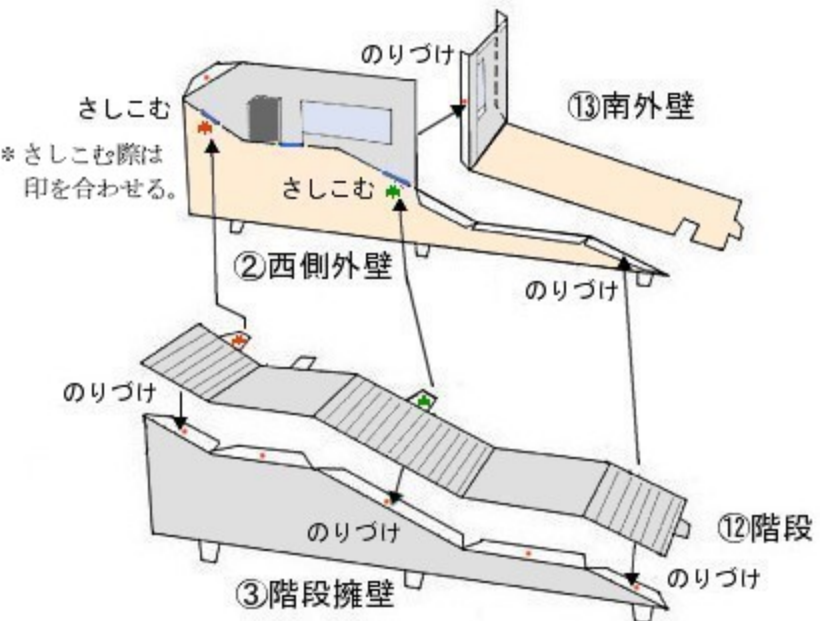 のりづけ
⑬南外壁
さしこむ
*さしこむ際は
印を合わせる。
さしこむ
②西側外壁
のりづけ
のりづけ
⑫階段
のりづけ
のりづけ
③階段擁壁